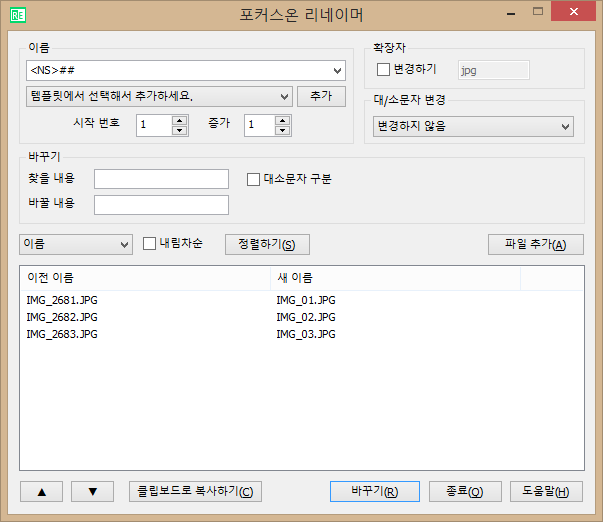 RE
포커스온 리네이머
이름
<NS>##
템플릿에서 선택해서 추가하세요.
추가
시작 번호
1
증가
1
확장자
변경하기
jpg
대/소문자 변경
변경하지 않음
바꾸기
찾을 내용
대소문자 구분
바꿀 내용
이름
내림차순
정렬하기(S)
파일 추가(A)
이전 이름 새 이름
IMG_2681.JPG IMG_01.JPG
IMG_2682.JPG IMG_02.JPG
IMG_2683.JPG IMG_03.JPG
▲
▼
클립보드로 복사하기(C)
바꾸기(R)
종료(Q)
도움말(H)